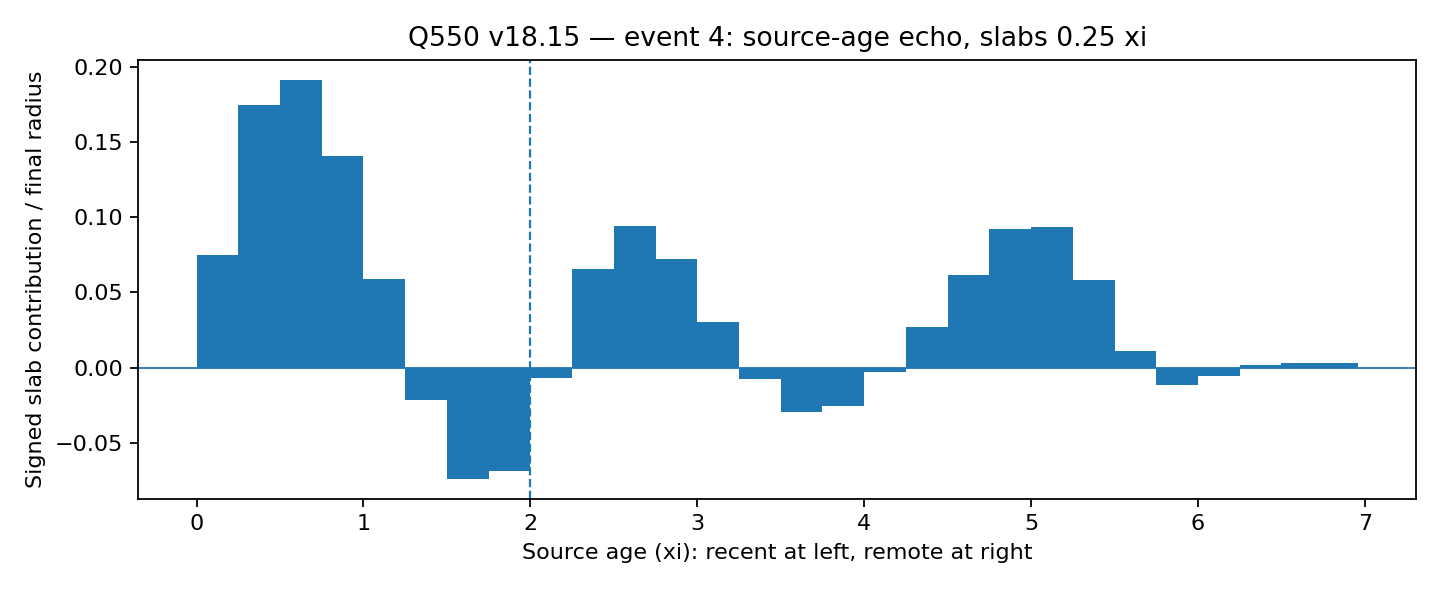 Q550 v18.15 — event 4: source-age echo, slabs 0.25 xi
Signed slab contribution / final radius
0.20
0.15
0.10
0.05
0.00
−0.05
0 1 2 3 4 5 6 7
Source age (xi): recent at left, remote at right